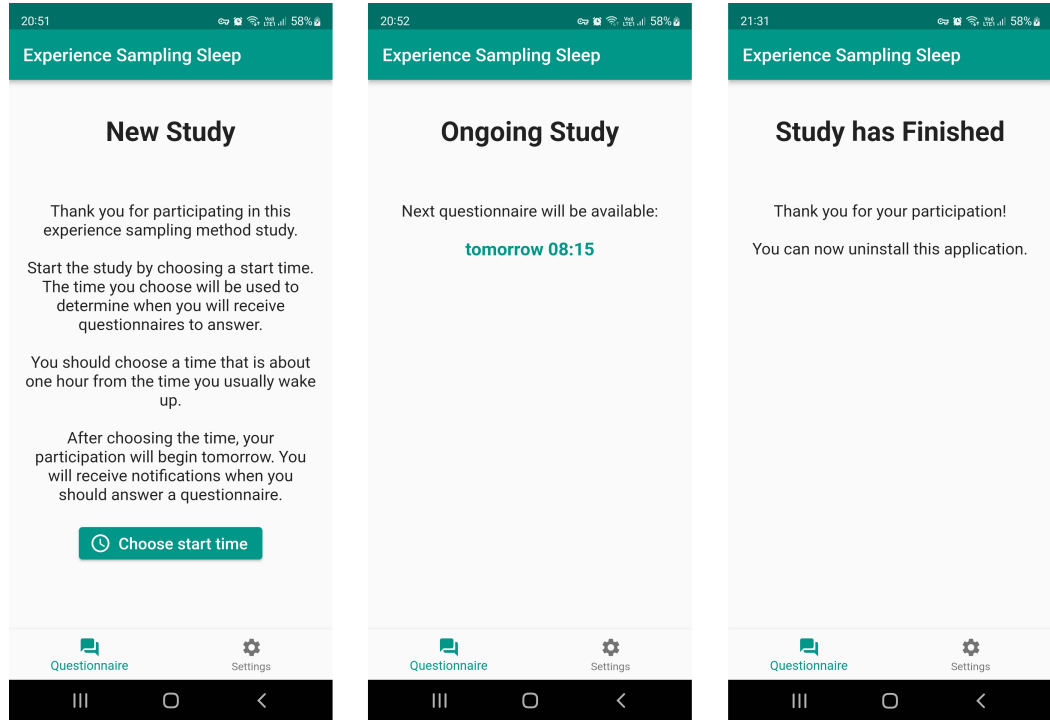 20:51
58%
Experience Sampling Sleep
New Study
Thank you for participating in this
experience sampling method study.
Start the study by choosing a start time.
The time you choose will be used to
determine when you will receive
questionnaires to answer.
You should choose a time that is about
one hour from the time you usually wake
up.
After choosing the time, your
participation will begin tomorrow. You
will receive notifications when you
should answer a questionnaire.
Choose start time
Questionnaire
Settings
20:52
58%
Experience Sampling Sleep
Ongoing Study
Next questionnaire will be available:
tomorrow 08:15
Questionnaire
Settings
21:31
58%
Experience Sampling Sleep
Study has Finished
Thank you for your participation!
You can now uninstall this application.
Questionnaire
Settings